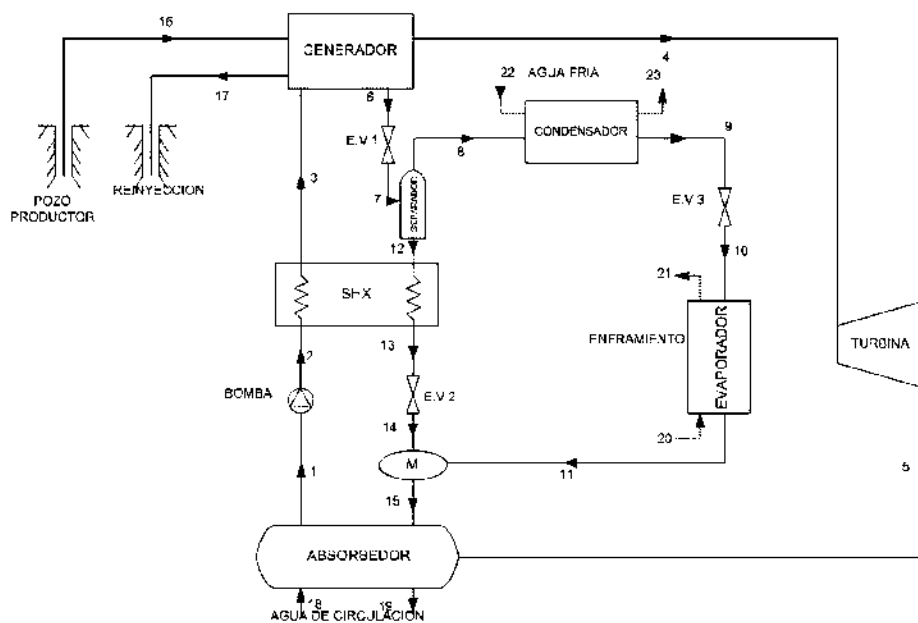 16
GENERADOR
4
17
6
22 AGUA FRIA 23
CONDENSADOR
9
E.V 1
8
3
POZO
PRODUCTOR
REINYECCION
7
SEPARADOR
E.V 3
12
10
SHX
21
ENFRAMIENTO
EVAPORADOR
TURBINA
13
2
BOMBA
E.V 2
14
20
M
11
5
1
15
ABSORBEDOR
18
19
AGUA DE CIRCULACION